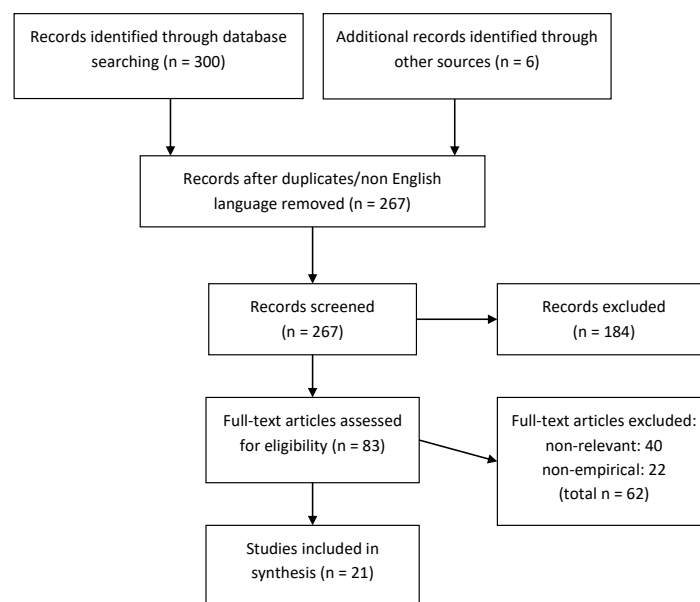 Records identified through database
searching (n = 300)
Additional records identified through
other sources (n = 6)
Records after duplicates/non English
language removed (n = 267)
Records screened
(n = 267)
Records excluded
(n = 184)
Full-text articles assessed
for eligibility (n = 83)
Full-text articles excluded:
non-relevant: 40
non-empirical: 22
(total n = 62)
Studies included in
synthesis (n = 21)